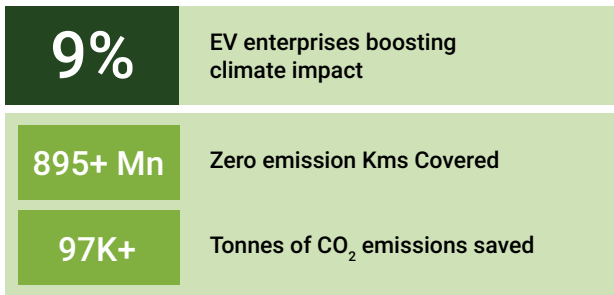 9%
EV enterprises boosting
climate impact
895+ Mn
Zero emission Kms Covered
97K+
Tonnes of CO₂ emissions saved